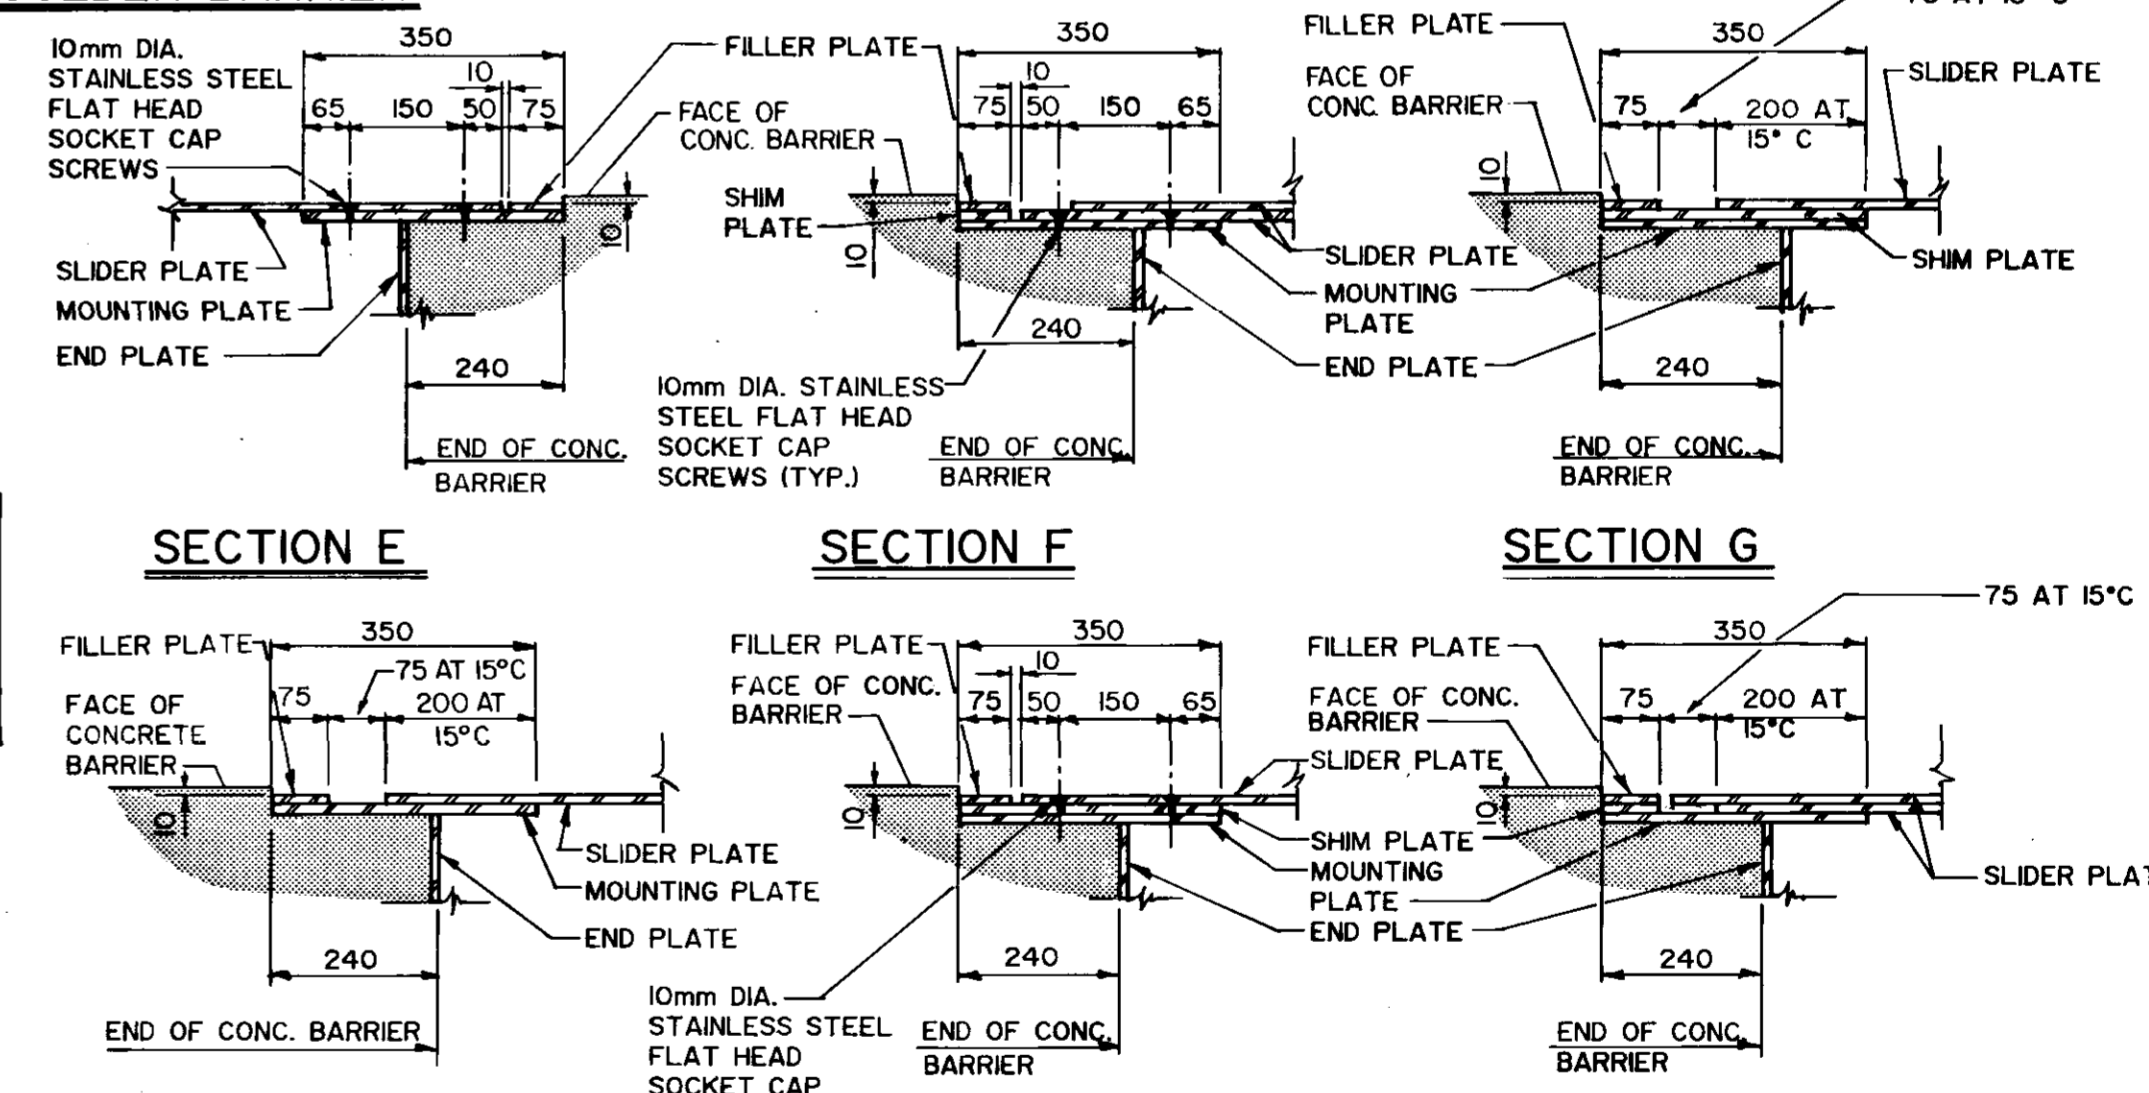 10mm DIA.
STAINLESS STEEL
FLAT HEAD
SOCKET CAP
SCREWS
350
10
65 150 50 75
10
SLIDER PLATE
MOUNTING PLATE
END PLATE
240
END OF CONC.
BARRIER
FILLER PLATE
FACE OF
CONC. BARRIER
350
10
75 50 150 65
SHIM
PLATE
10
SLIDER PLATE
MOUNTING
PLATE
END PLATE
240
10mm DIA. STAINLESS
STEEL FLAT HEAD
SOCKET CAP
SCREWS (TYP.)
END OF CONC.
BARRIER
FILLER PLATE
FACE OF
CONC. BARRIER
350
75 200 AT
15° C
10
SLIDER PLATE
SHIM PLATE
240
END OF CONC.
BARRIER
SECTION E
SECTION F
SECTION G
FILLER PLATE
350
75 AT 15°C
75 200 AT
15°C
FACE OF
CONCRETE
BARRIER
10
SLIDER PLATE
MOUNTING PLATE
END PLATE
240
END OF CONC. BARRIER
FILLER PLATE
350
10
FACE OF CONC.
BARRIER
75 50 150 65
10
SLIDER PLATE
SHIM PLATE
MOUNTING
PLATE
END PLATE
240
10mm DIA.
STAINLESS STEEL
FLAT HEAD
SOCKET CAP
END OF CONC.
BARRIER
75 AT 15°C
FILLER PLATE
350
FACE OF CONC.
BARRIER
75 200 AT
15°C
10
240
END OF CONC.
BARRIER